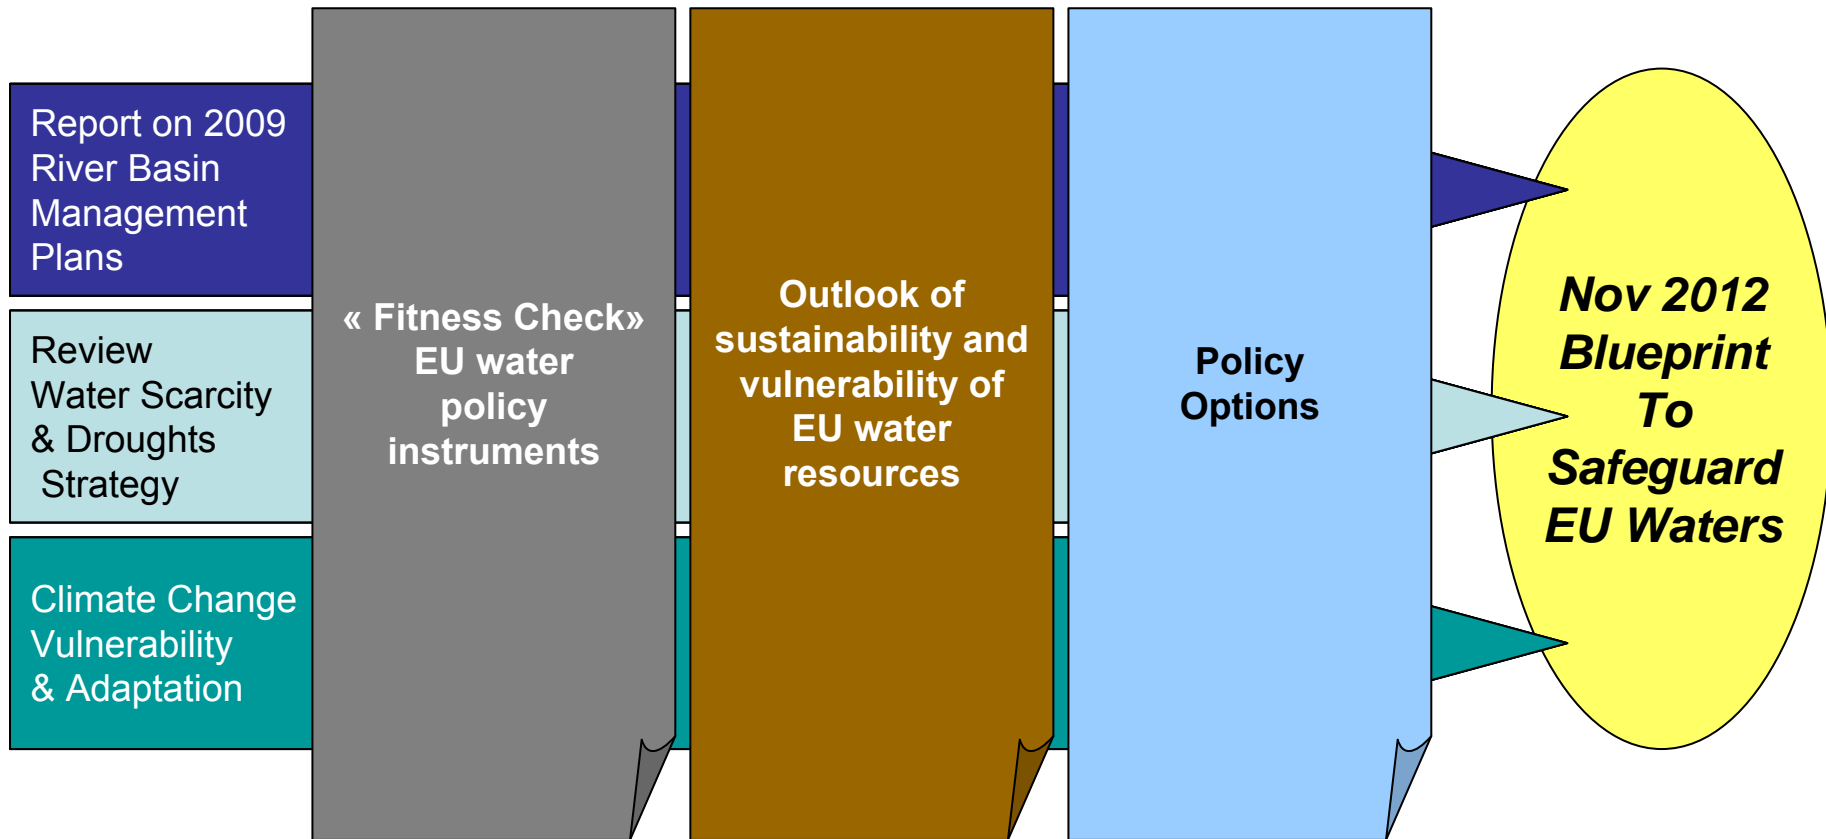 Report on 2009
River Basin
Management
Plans
Review
Water Scarcity
& Droughts
Strategy
Climate Change
Vulnerability
& Adaptation
« Fitness Check»
EU water
policy
instruments
Outlook of
sustainability and
vulnerability of
EU water
resources
Policy
Options
Nov 2012
Blueprint
To
Safeguard
EU Waters